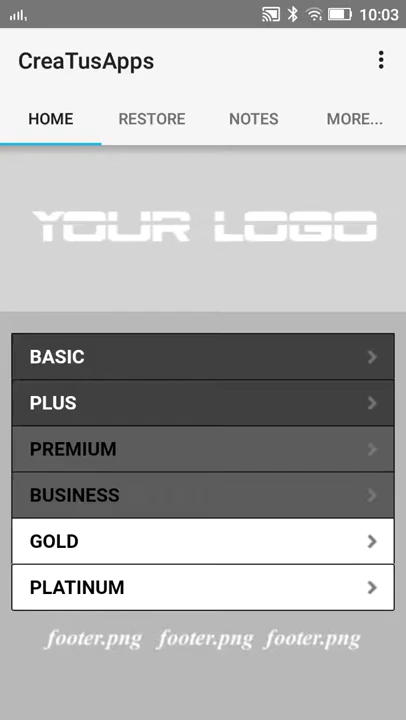 10:03
CreaTusApps
HOME RESTORE NOTES MORE...
YOUR LOGO
BASIC
PLUS
PREMIUM
BUSINESS
GOLD
PLATINUM
footer.png footer.png footer.png